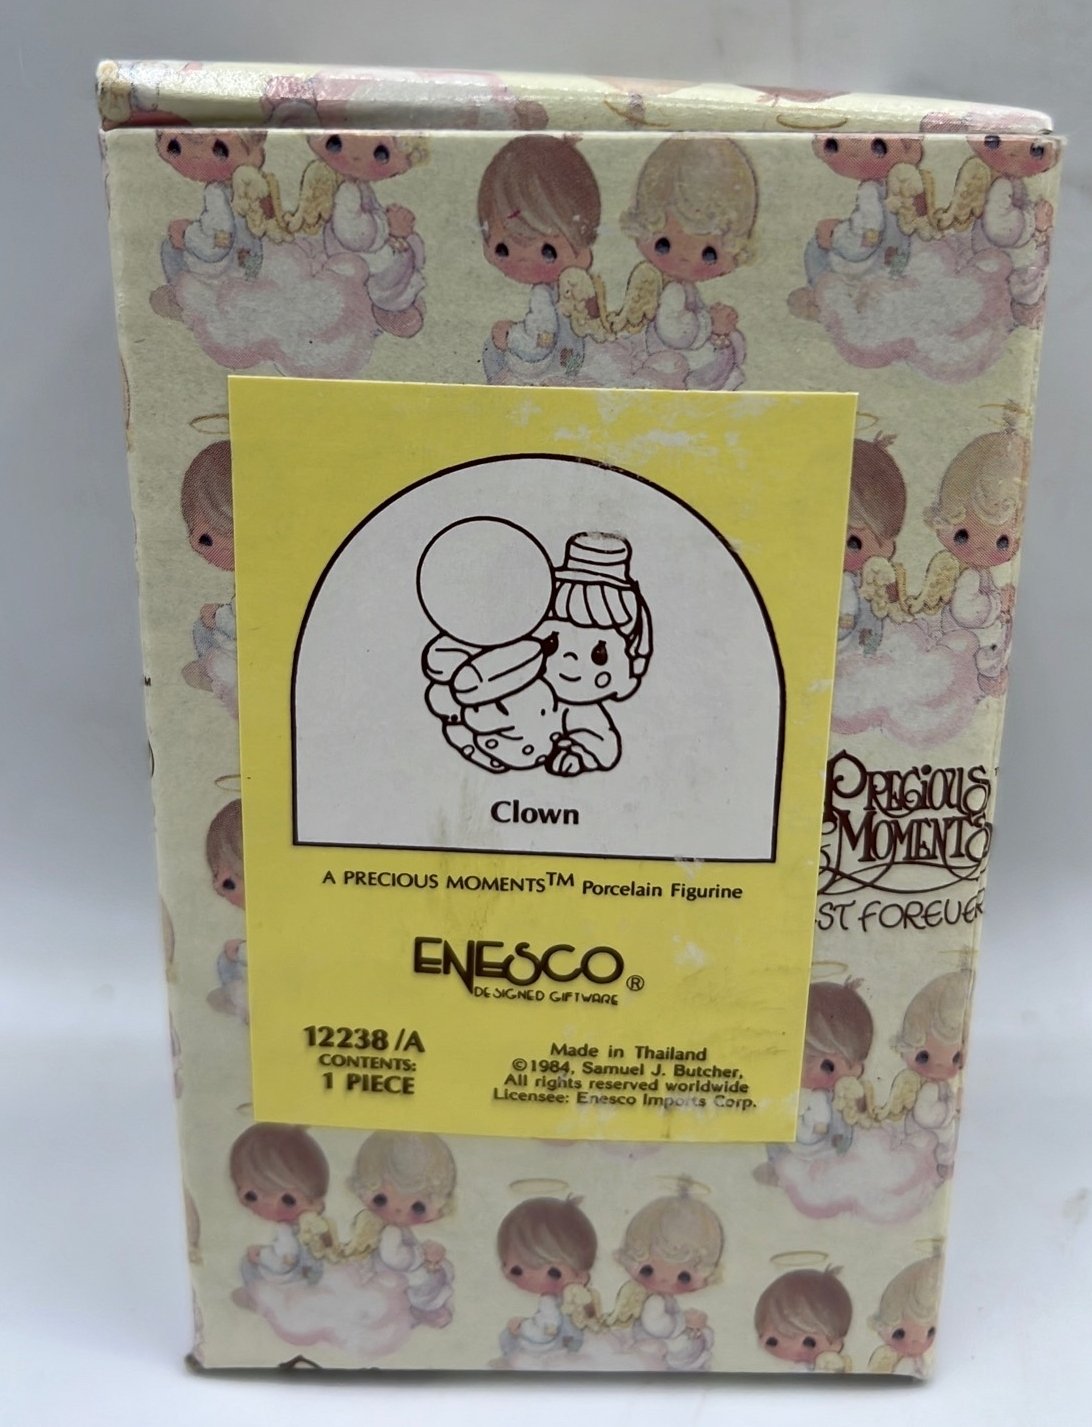 Clown
A PRECIOUS MOMENTS™ Porcelain Figurine
ENESCO®
DESIGNED GIFTWARE
12238/A
CONTENTS:
1 PIECE
Made in Thailand
©1984, Samuel J. Butcher,
All rights reserved worldwide
Licensee: Enesco Imports Corp.
PRECIOUS
MOMENTS
ST FOREVER